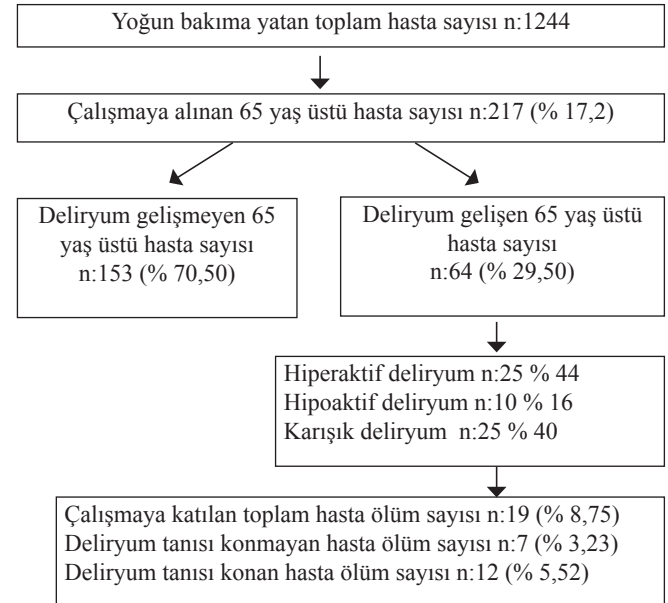 Yoğun bakıma yatan toplam hasta sayısı n:1244
Çalışmaya alınan 65 yaş üstü hasta sayısı n:217 (% 17,2)
Deliryum gelişmeyen 65
yaş üstü hasta sayısı
n:153 (% 70,50)
Deliryum gelişen 65 yaş üstü
hasta sayısı
n:64 (% 29,50)
Hiperaktif deliryum n:25 % 44
Hipoaktif deliryum n:10 % 16
Karışık deliryum n:25 % 40
Çalışmaya katılan toplam hasta ölüm sayısı n:19 (% 8,75)
Deliryum tanısı konmayan hasta ölüm sayısı n:7 (% 3,23)
Deliryum tanısı konan hasta ölüm sayısı n:12 (% 5,52)